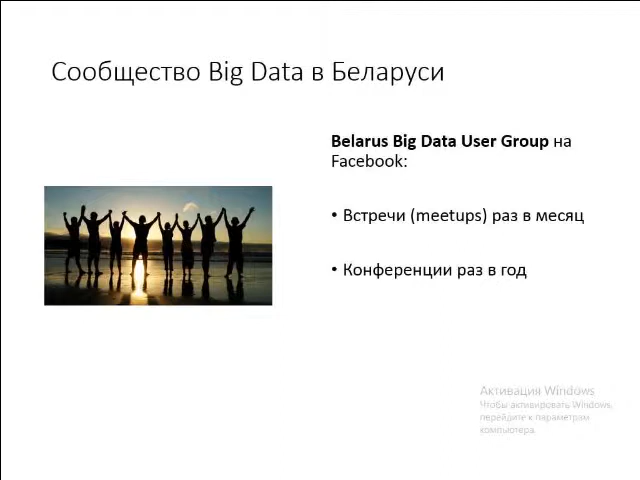 Сообщество Big Data в Беларуси
Belarus Big Data User Group на
Facebook:
• Встречи (meetups) раз в месяц
• Конференции раз в год
Активация Windows
Чтобы активировать Windows,
перейдите к параметрам
компьютера.